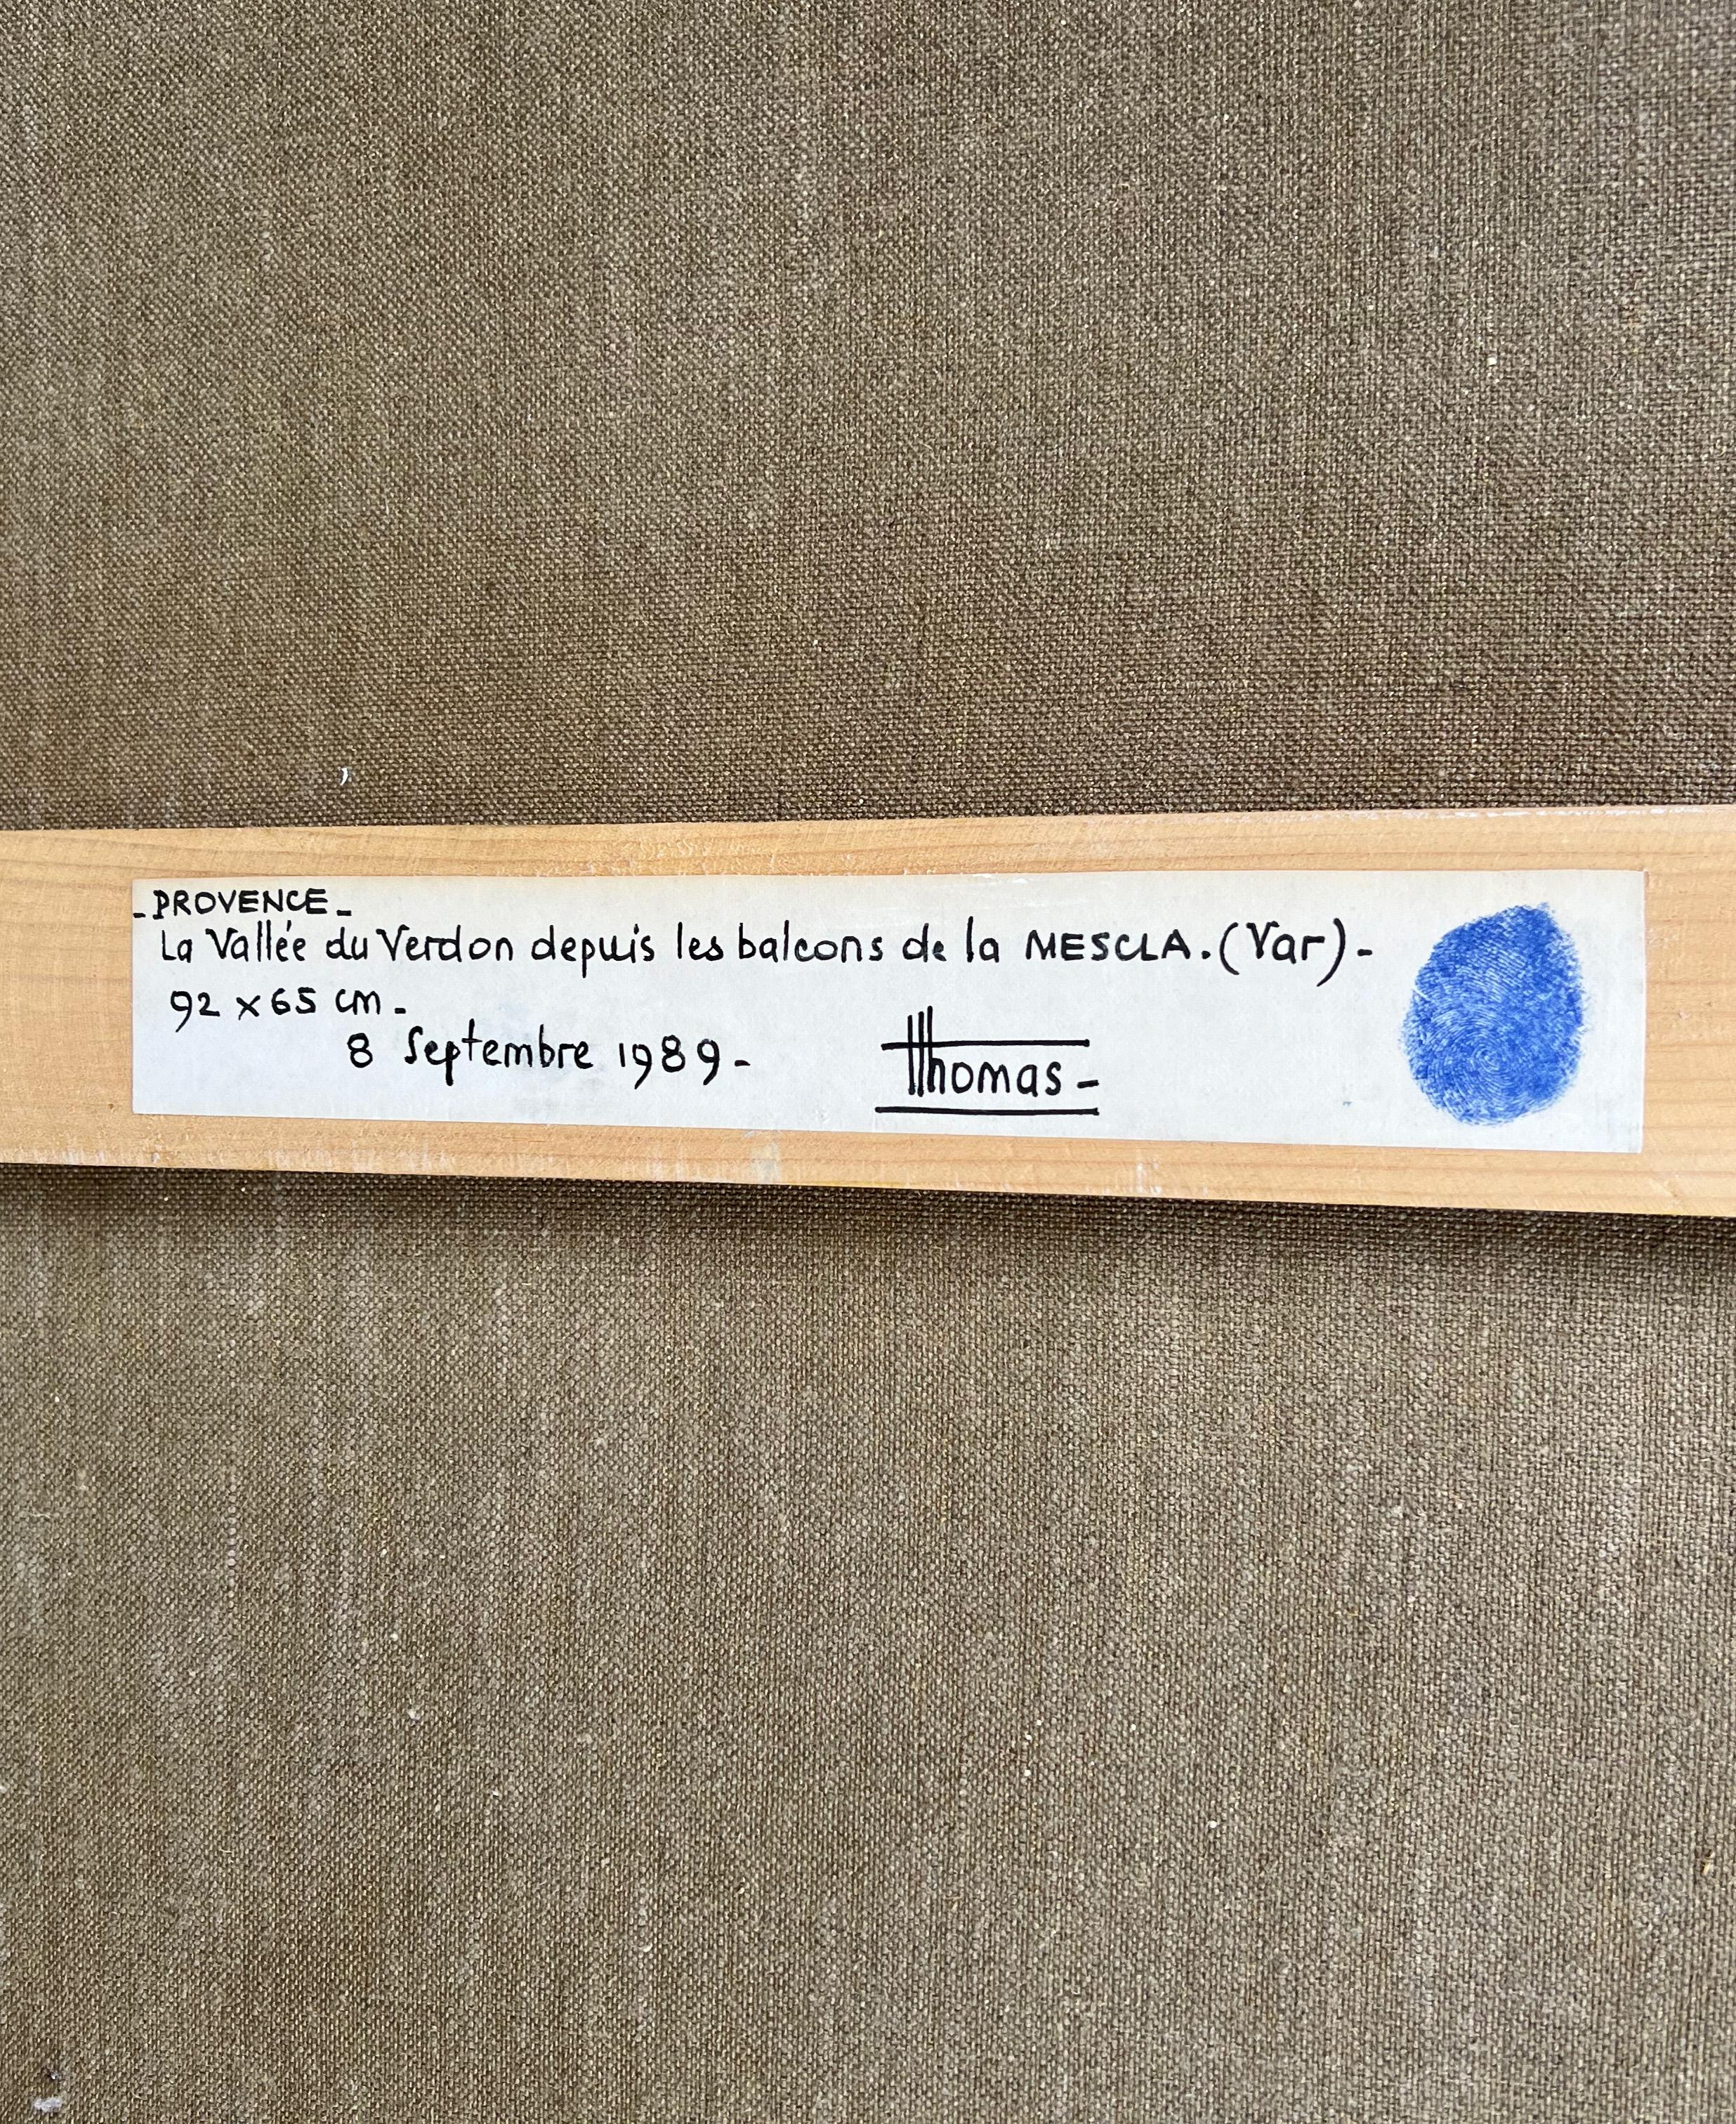 - PROVENCE -
La Vallée du Verdon depuis les balcons de la MESCLA. (Var) -
92 x 65 cm -
8 Septembre 1989 -
Thomas -